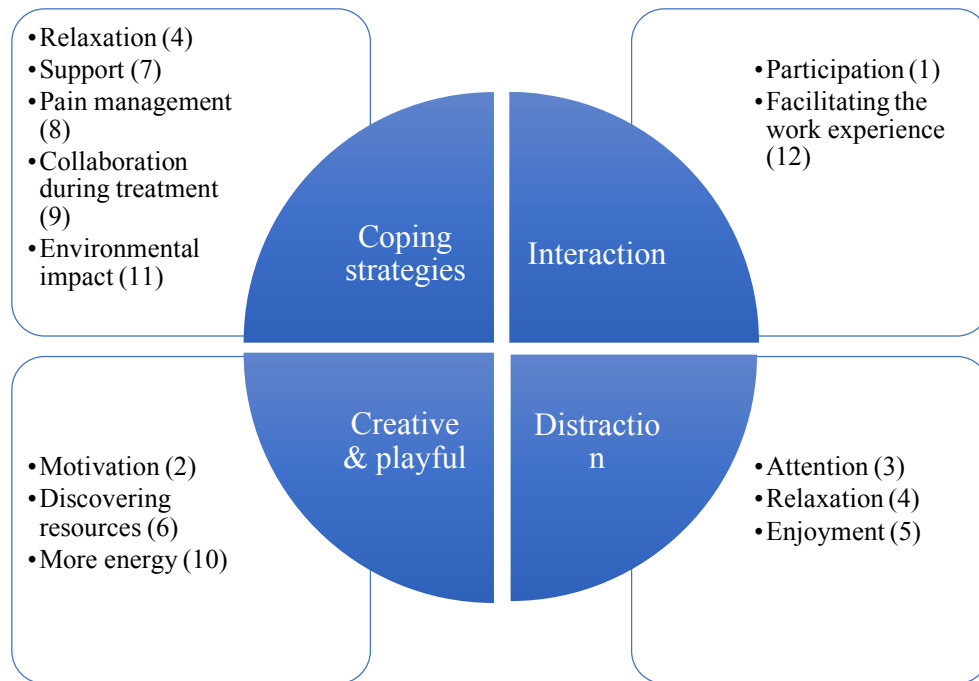 •Relaxation (4)
•Support (7)
•Pain management
(8)
•Collaboration
during treatment
(9)
•Environmental
impact (11)
•Participation (1)
•Facilitating the
work experience
(12)
Coping
strategies
Interaction
Creative
& playful
Distractio
n
•Motivation (2)
•Discovering
resources (6)
•More energy (10)
•Attention (3)
•Relaxation (4)
•Enjoyment (5)